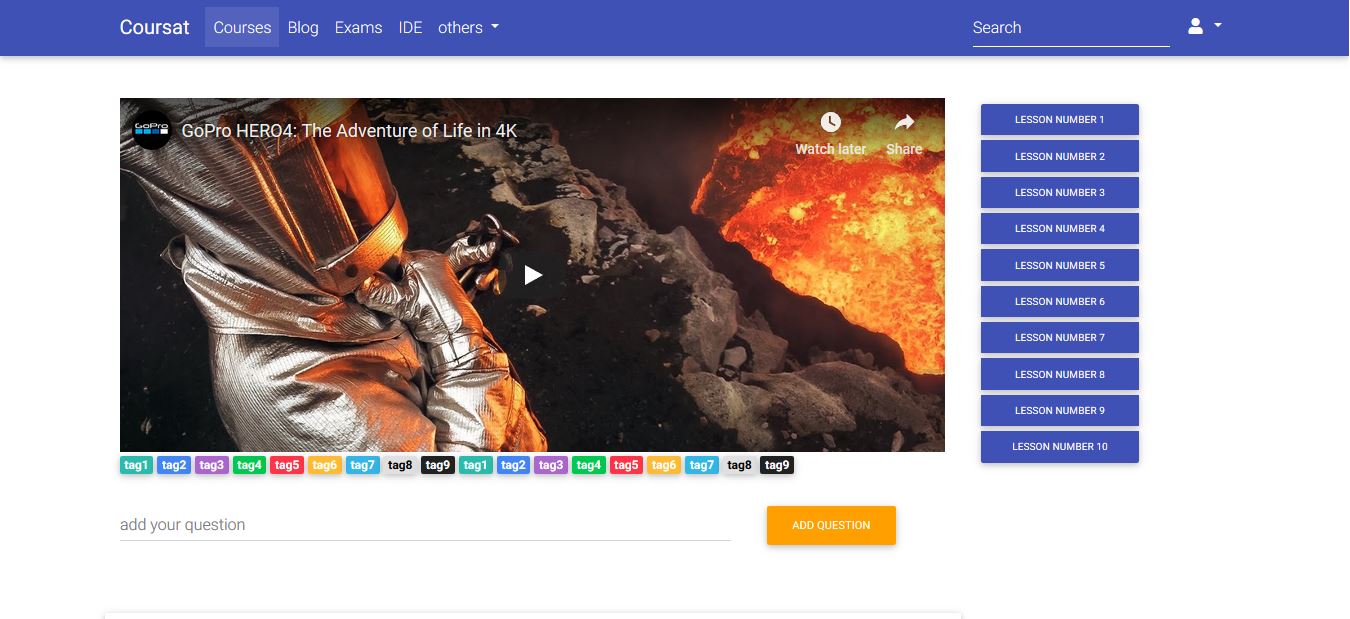 Coursat Courses Blog Exams IDE others Search
GoPro GoPro HERO4: The Adventure of Life in 4K
Watch later Share
LESSON NUMBER 1
LESSON NUMBER 2
LESSON NUMBER 3
LESSON NUMBER 4
LESSON NUMBER 5
LESSON NUMBER 6
LESSON NUMBER 7
LESSON NUMBER 8
LESSON NUMBER 9
LESSON NUMBER 10
tag1 tag2 tag3 tag4 tag5 tag6 tag7 tag8 tag9 tag1 tag2 tag3 tag4 tag5 tag6 tag7 tag8 tag9
add your question ADD QUESTION